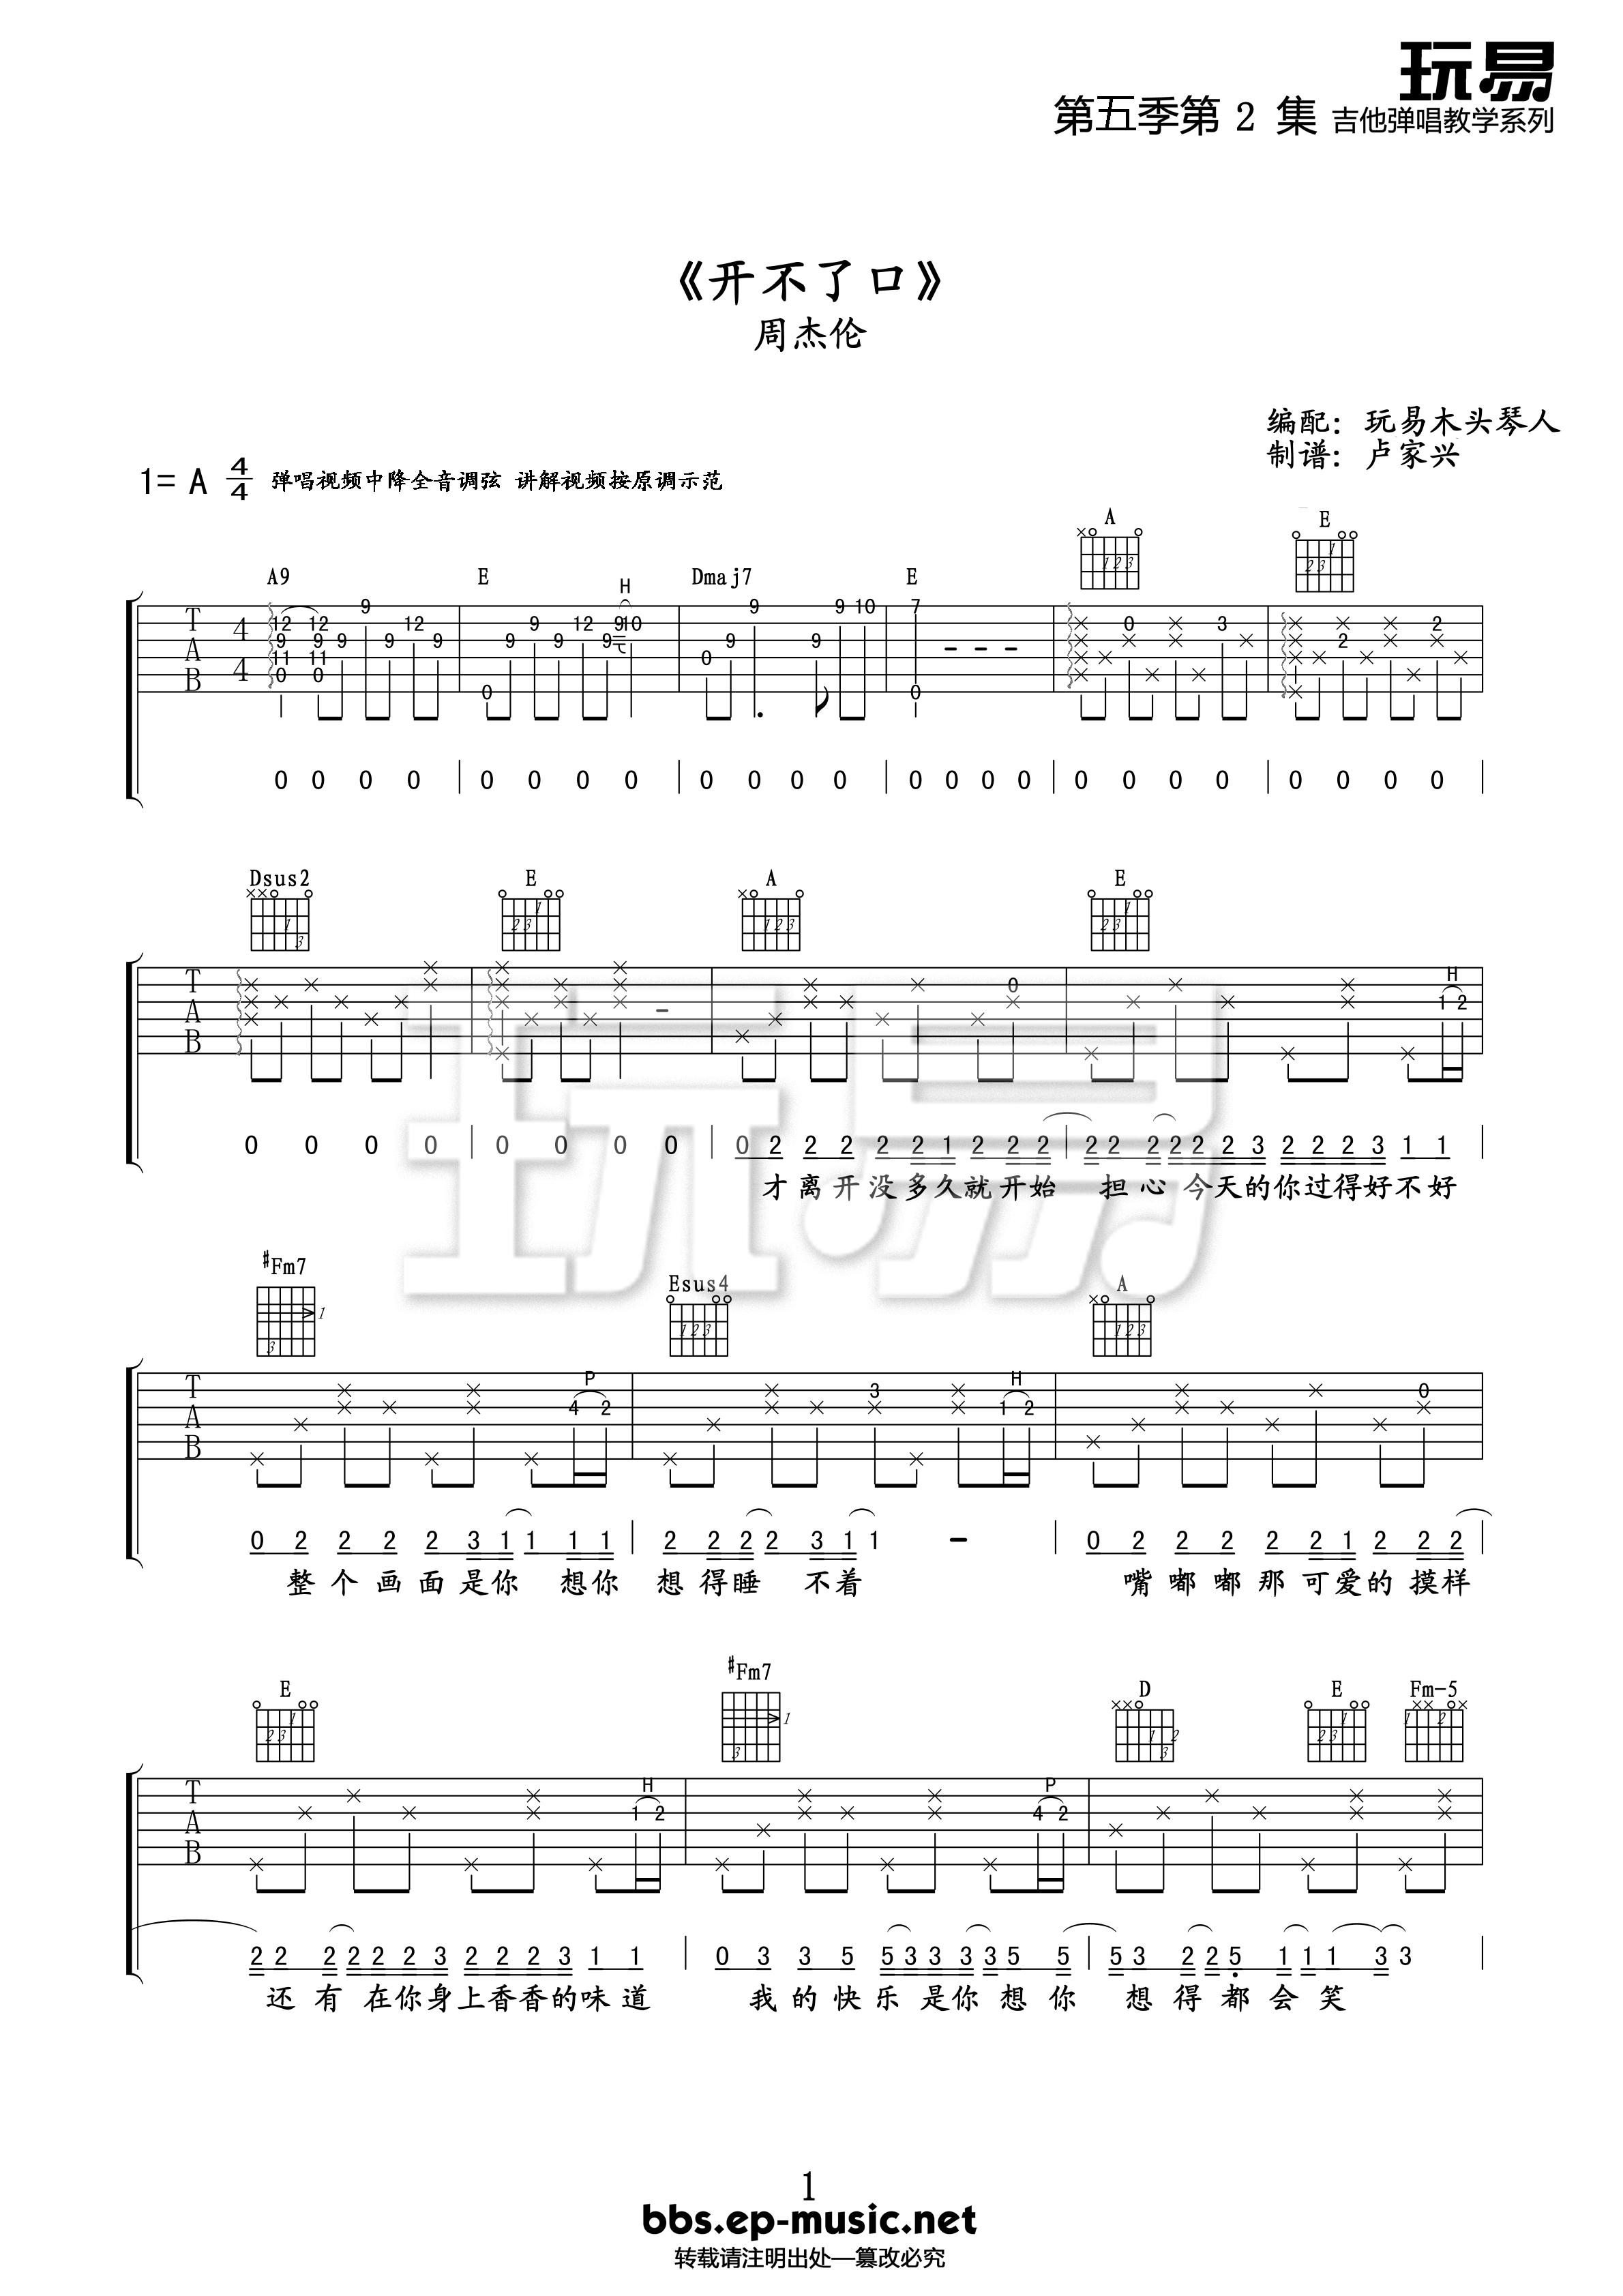 玩易
第五季第 2 集 吉他弹唱教学系列
《开不了口》
周杰伦
编配：玩易木头琴人
制谱：卢家兴
1= A 4/4 弹唱视频中降全音调弦 讲解视频按原调示范
A E
A9 E H Dmaj7 E
T A B 4 4
0 0 0 0 | 0 0 0 0 | 0 0 0 0 | 0 0 0 0 | 0 0 0 0 | 0 0 0 0
Dsus2 E A E
H
T A B
0 0 0 0 | 0 0 0 0 | 0 2 2 2 2 2 1 2 2 2 | 2 2 2 2 2 2 3 2 2 2 3 1 1
才离开没多久就开始 担心 今天的你过得好不好
#Fm7 Esus4 A
P H
T A B
0 2 2 2 2 3 1 1 1 1 | 2 2 2 2 3 1 1 - | 0 2 2 2 2 2 1 2 2 2
整个画面是你 想你 想得睡 不着 嘴嘟嘟那可爱的摸样
E #Fm7 D E Fm-5
H P
T A B
2 2 2 2 2 2 3 2 2 2 3 1 1 | 0 3 3 5 5 3 3 3 3 5 5 | 5 3 2 2 5 1 1 1 3 3
还有 在你身上香香的味道 我的快乐是你想你 想得都会笑
1
bbs.ep-music.net
转载请注明出处—篡改必究